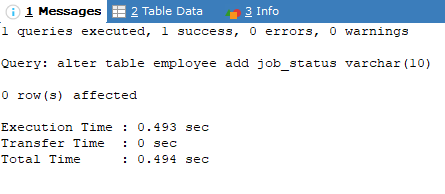 1 Messages 2 Table Data 3 Info
1 queries executed, 1 success, 0 errors, 0 warnings
Query: alter table employee add job_status varchar(10)
0 row(s) affected
Execution Time : 0.493 sec
Transfer Time  : 0 sec
Total Time     : 0.494 sec